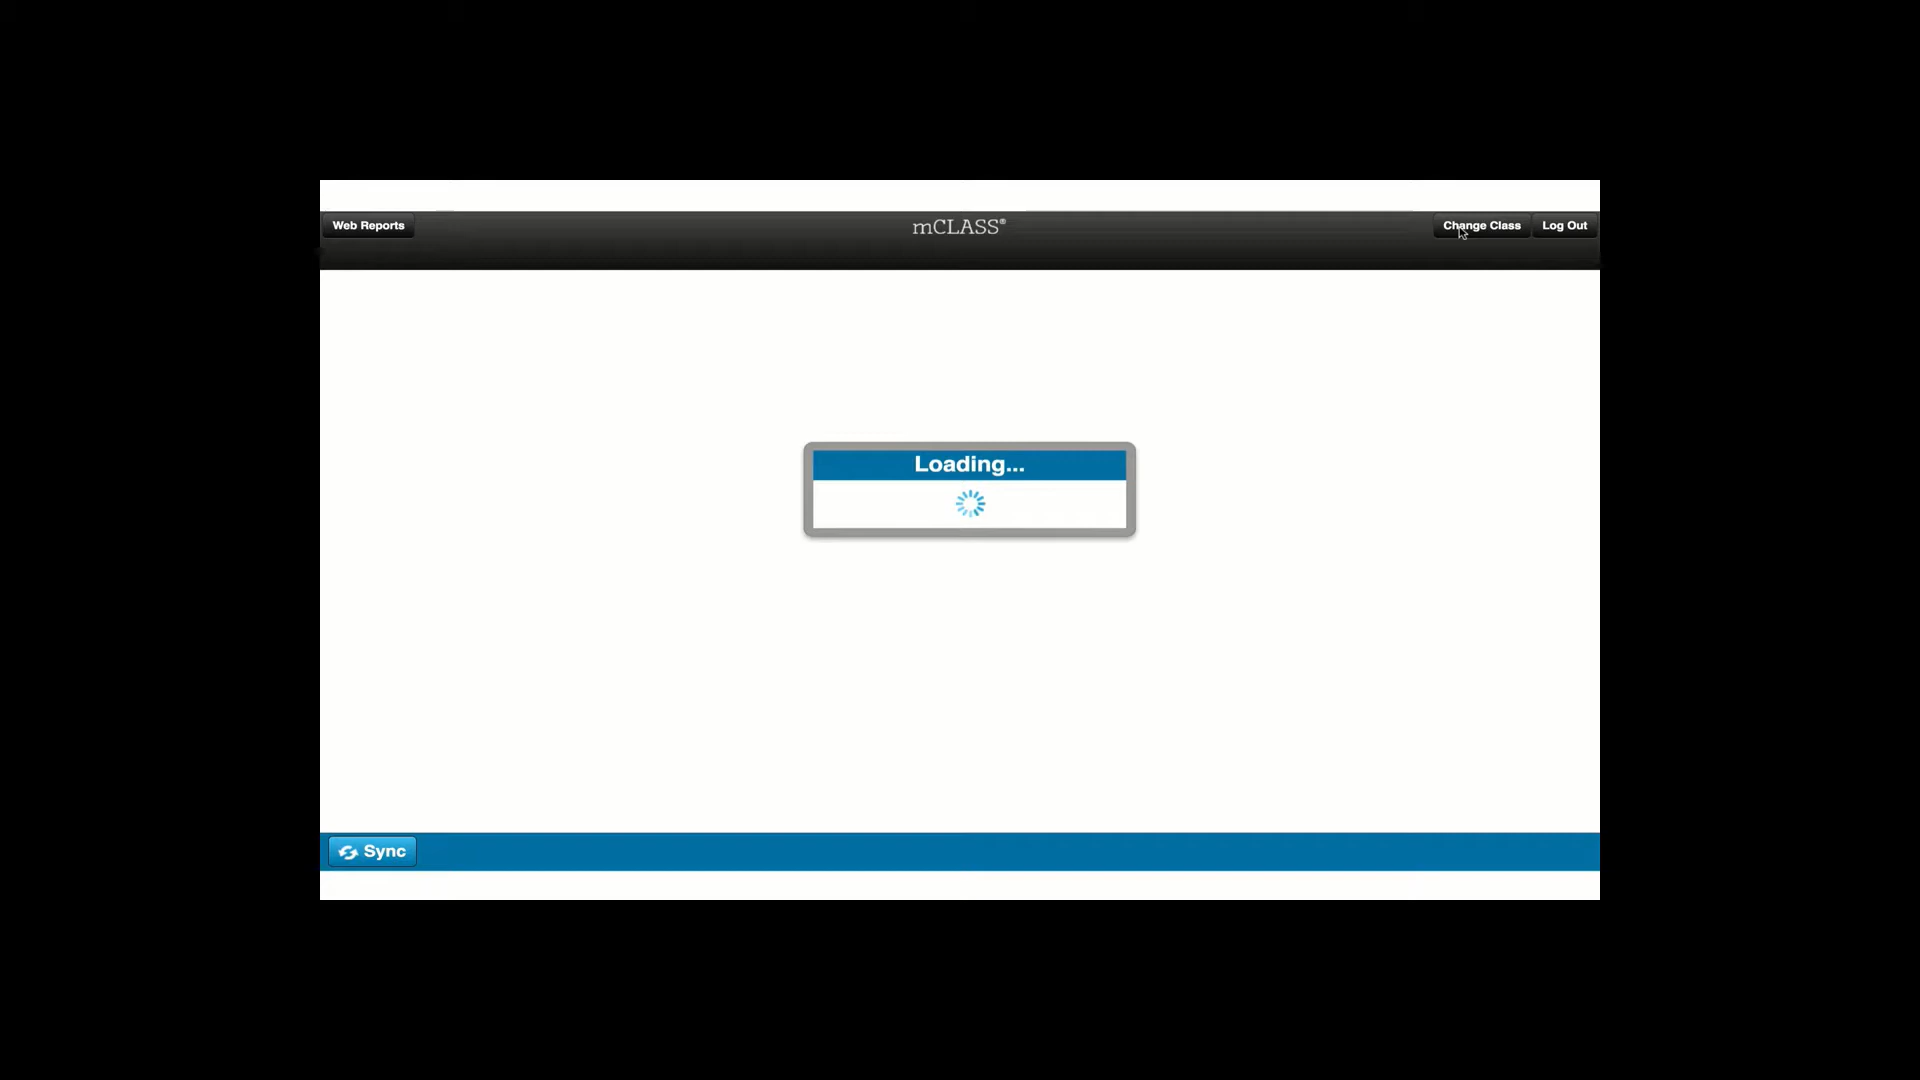 Web Reports
mCLASS®
Change Class
Log Out
Loading...
Sync